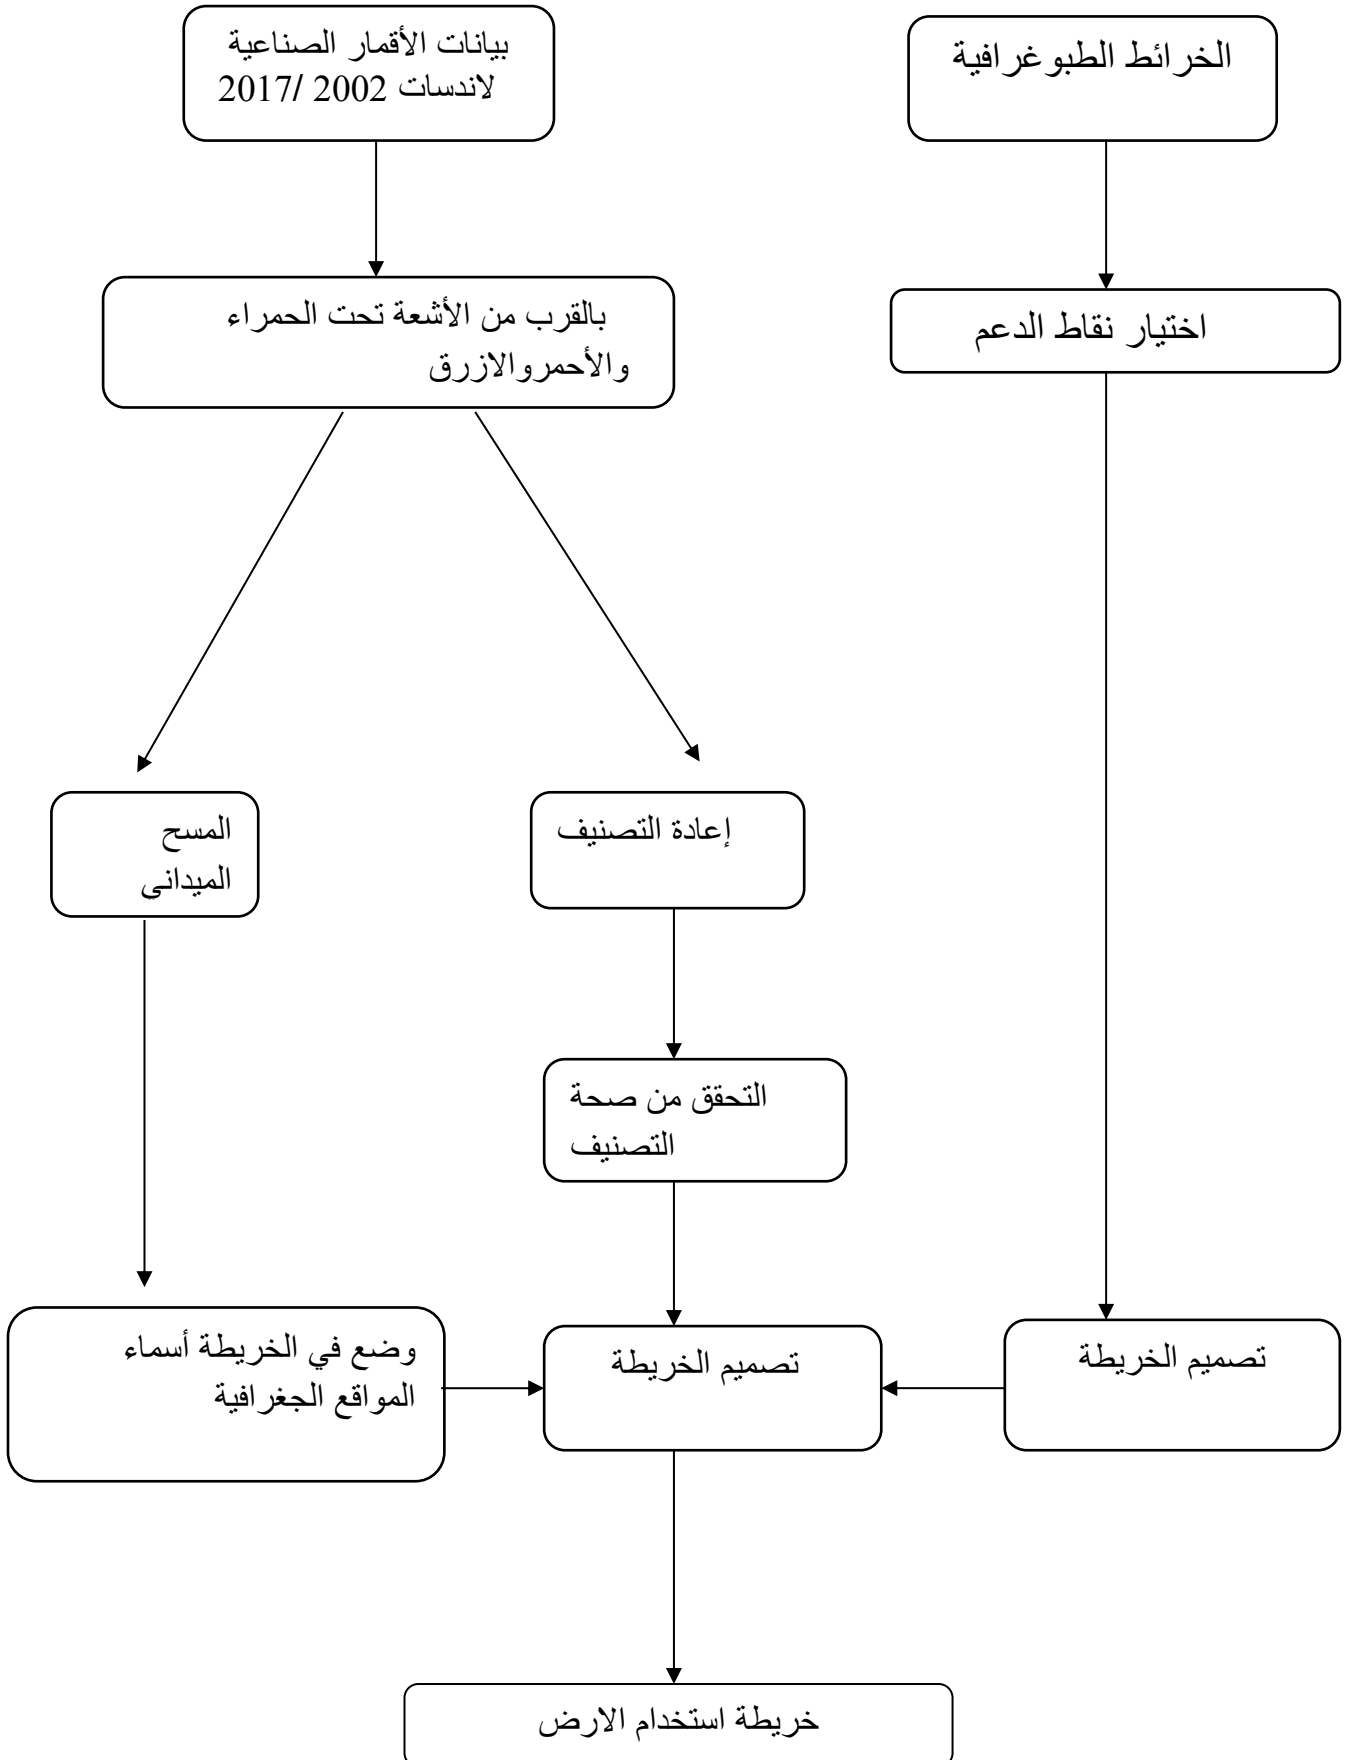 الخرائط الطبوغرافية
بيانات الأقمار الصناعية
لاندسات 2002 /2017
اختيار نقاط الدعم
بالقرب من الأشعة تحت الحمراء
والأحمروالازرق
إعادة التصنيف
المسح
الميدانى
التحقق من صحة
التصنيف
تصميم الخريطة
تصميم الخريطة
وضع في الخريطة أسماء
المواقع الجغرافية
خريطة استخدام الارض